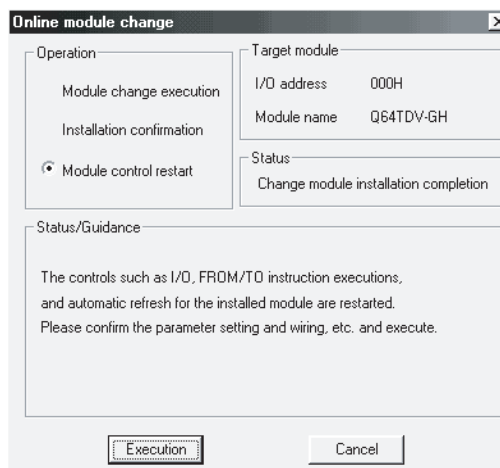 Online module change
Operation
Module change execution
Installation confirmation
Module control restart
Target module
I/O address 000H
Module name Q64TDV-GH
Status
Change module installation completion
Status/Guidance
The controls such as I/O, FROM/TO instruction executions,
and automatic refresh for the installed module are restarted.
Please confirm the parameter setting and wiring, etc. and execute.
Execution
Cancel